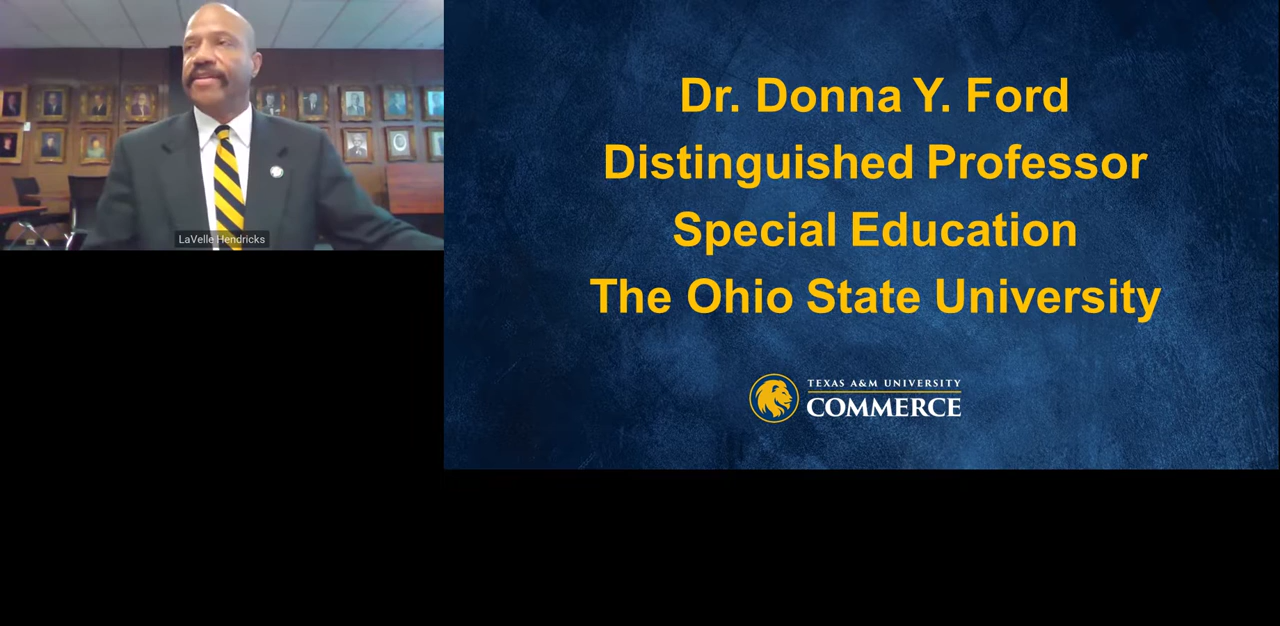 LaVelle Hendricks
Dr. Donna Y. Ford
Distinguished Professor
Special Education
The Ohio State University
TEXAS A&M UNIVERSITY
COMMERCE